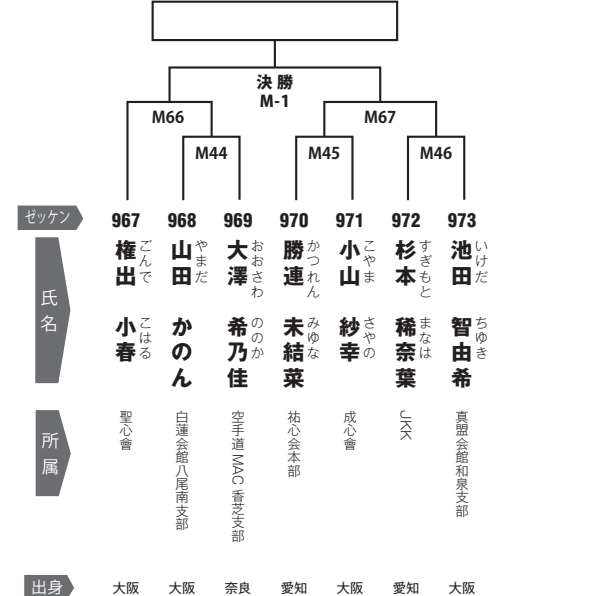 決勝
M-1
M66
M67
M44
M45
M46
ゼッケン
967
968
969
970
971
972
973
氏名
権出 小春
ごんで こはる
山田 かのん
やまだ
大澤 希乃佳
おおさわ ののか
勝連 未結菜
かつれん みゆな
小山 紗幸
こやま さやの
杉本 稀奈葉
すぎもと まなは
池田 智由希
いけだ ちゆき
所属
聖心會
白蓮会館八尾南支部
空手道 MAC 香芝支部
祐心会本部
成心會
JKK
真盟会館和泉支部
出身
大阪
大阪
奈良
愛知
大阪
愛知
大阪